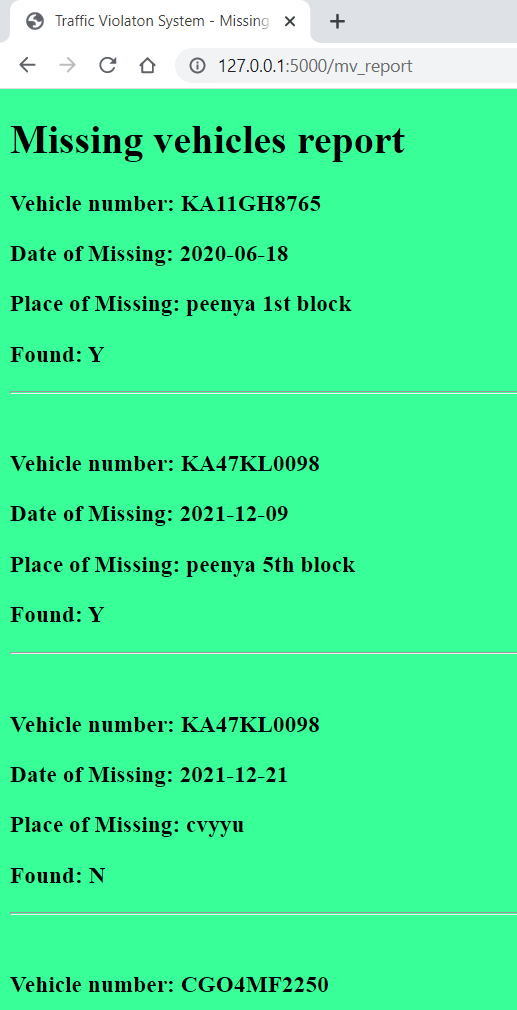 Traffic Violaton System - Missing
127.0.0.1:5000/mv_report
Missing vehicles report
Vehicle number: KA11GH8765
Date of Missing: 2020-06-18
Place of Missing: peenya 1st block
Found: Y
Vehicle number: KA47KL0098
Date of Missing: 2021-12-09
Place of Missing: peenya 5th block
Found: Y
Vehicle number: KA47KL0098
Date of Missing: 2021-12-21
Place of Missing: cvyyu
Found: N
Vehicle number: CGO4MF2250